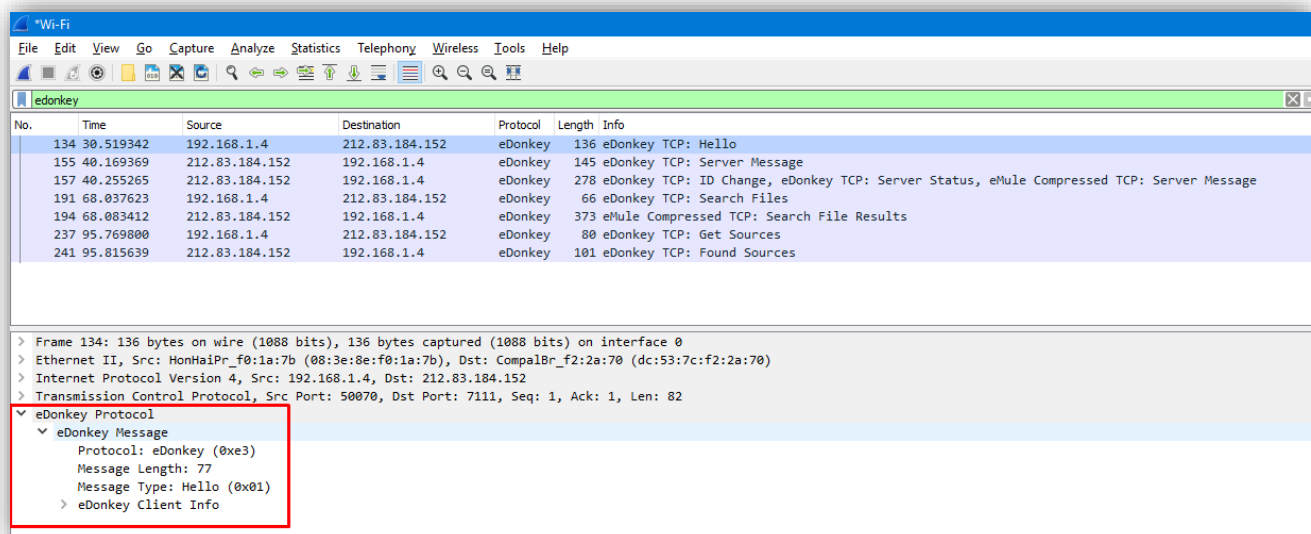 *Wi-Fi
File Edit View Go Capture Analyze Statistics Telephony Wireless Tools Help
edonkey
No. Time Source Destination Protocol Length Info
134 30.519342 192.168.1.4 212.83.184.152 eDonkey 136 eDonkey TCP: Hello
155 40.169369 212.83.184.152 192.168.1.4 eDonkey 145 eDonkey TCP: Server Message
157 40.255265 212.83.184.152 192.168.1.4 eDonkey 278 eDonkey TCP: ID Change, eDonkey TCP: Server Status, eMule Compressed TCP: Server Message
191 68.037623 192.168.1.4 212.83.184.152 eDonkey 66 eDonkey TCP: Search Files
194 68.083412 212.83.184.152 192.168.1.4 eDonkey 373 eMule Compressed TCP: Search File Results
237 95.769800 192.168.1.4 212.83.184.152 eDonkey 80 eDonkey TCP: Get Sources
241 95.815639 212.83.184.152 192.168.1.4 eDonkey 101 eDonkey TCP: Found Sources
> Frame 134: 136 bytes on wire (1088 bits), 136 bytes captured (1088 bits) on interface 0
> Ethernet II, Src: HonHaiPr_f0:1a:7b (08:3e:8e:f0:1a:7b), Dst: CompalBr_f2:2a:70 (dc:53:7c:f2:2a:70)
> Internet Protocol Version 4, Src: 192.168.1.4, Dst: 212.83.184.152
> Transmission Control Protocol, Src Port: 50070, Dst Port: 7111, Seq: 1, Ack: 1, Len: 82
eDonkey Protocol
eDonkey Message
Protocol: eDonkey (0xe3)
Message Length: 77
Message Type: Hello (0x01)
> eDonkey Client Info